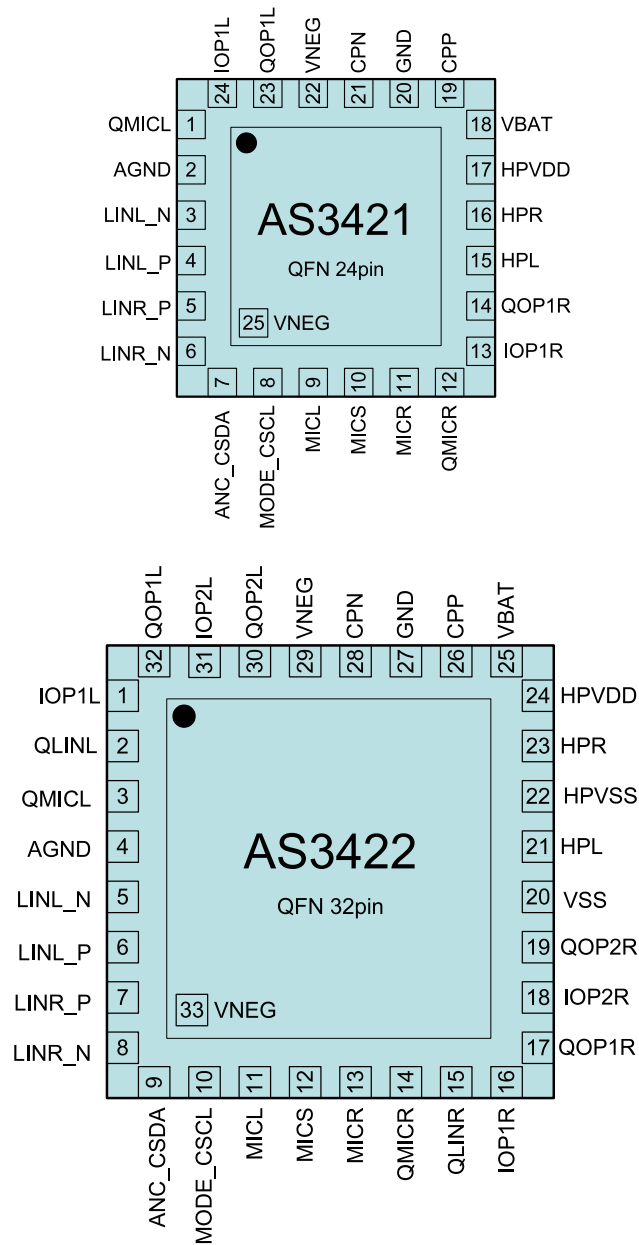 IOP1L QOP1L VNEG CPN GND CPP
24 23 22 21 20 19
QMICL 1 18 VBAT
AGND 2 17 HPVDD
LINL_N 3 16 HPR
AS3421
LINL_P 4 15 HPL
QFN 24pin
LINR_P 5 14 QOP1R
25 VNEG
LINR_N 6 13 IOP1R
7 8 9 10 11 12
ANC_CSDA MODE_CSCL MICL MICS MICR QMICR
QOP1L IOP2L QOP2L VNEG CPN GND CPP VBAT
32 31 30 29 28 27 26 25
IOP1L 1 24 HPVDD
QLINL 2 23 HPR
QMICL 3 22 HPVSS
AGND 4 21 HPL
AS3422
LINL_N 5 20 VSS
QFN 32pin
LINL_P 6 19 QOP2R
LINR_P 7 18 IOP2R
33 VNEG
LINR_N 8 17 QOP1R
9 10 11 12 13 14 15 16
ANC_CSDA MODE_CSCL MICL MICS MICR QMICR QLINR IOP1R